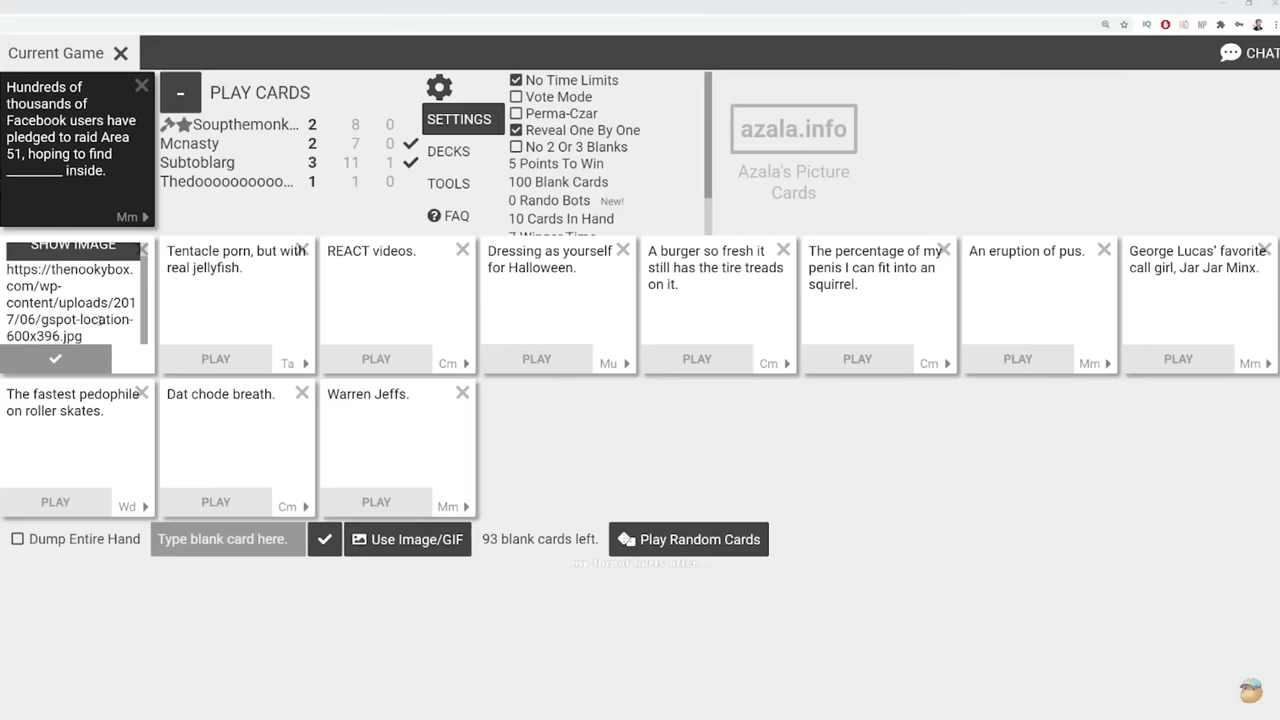 Current Game
CHAT
Hundreds of
thousands of
Facebook users have
pledged to raid Area
51, hoping to find
________ inside.
Mm
- PLAY CARDS
Soupthemonk... 2 8 0
Mcnasty 2 7 0
Subtoblarg 3 11 1
Thedoooooooooo... 1 1 0
SETTINGS
DECKS
TOOLS
FAQ
No Time Limits
Vote Mode
Perma-Czar
Reveal One By One
No 2 Or 3 Blanks
5 Points To Win
100 Blank Cards
0 Rando Bots New!
10 Cards In Hand
azala.info
Azala's Picture
Cards
SHOW IMAGE
https://thenookybox.
com/wp-
content/uploads/201
7/06/gspot-location-
600x396.jpg
Tentacle porn, but with
real jellyfish.
PLAY Ta
REACT videos.
PLAY Cm
Dressing as yourself
for Halloween.
PLAY Mu
A burger so fresh it
still has the tire treads
on it.
PLAY Cm
The percentage of my
penis I can fit into an
squirrel.
PLAY Cm
An eruption of pus.
PLAY Mm
George Lucas' favorite
call girl, Jar Jar Minx.
PLAY Mm
The fastest pedophile
on roller skates.
PLAY Wd
Dat chode breath.
PLAY Cm
Warren Jeffs.
PLAY Mm
Dump Entire Hand
Type blank card here.
Use Image/GIF
93 blank cards left.
Play Random Cards
my throat hurts after...